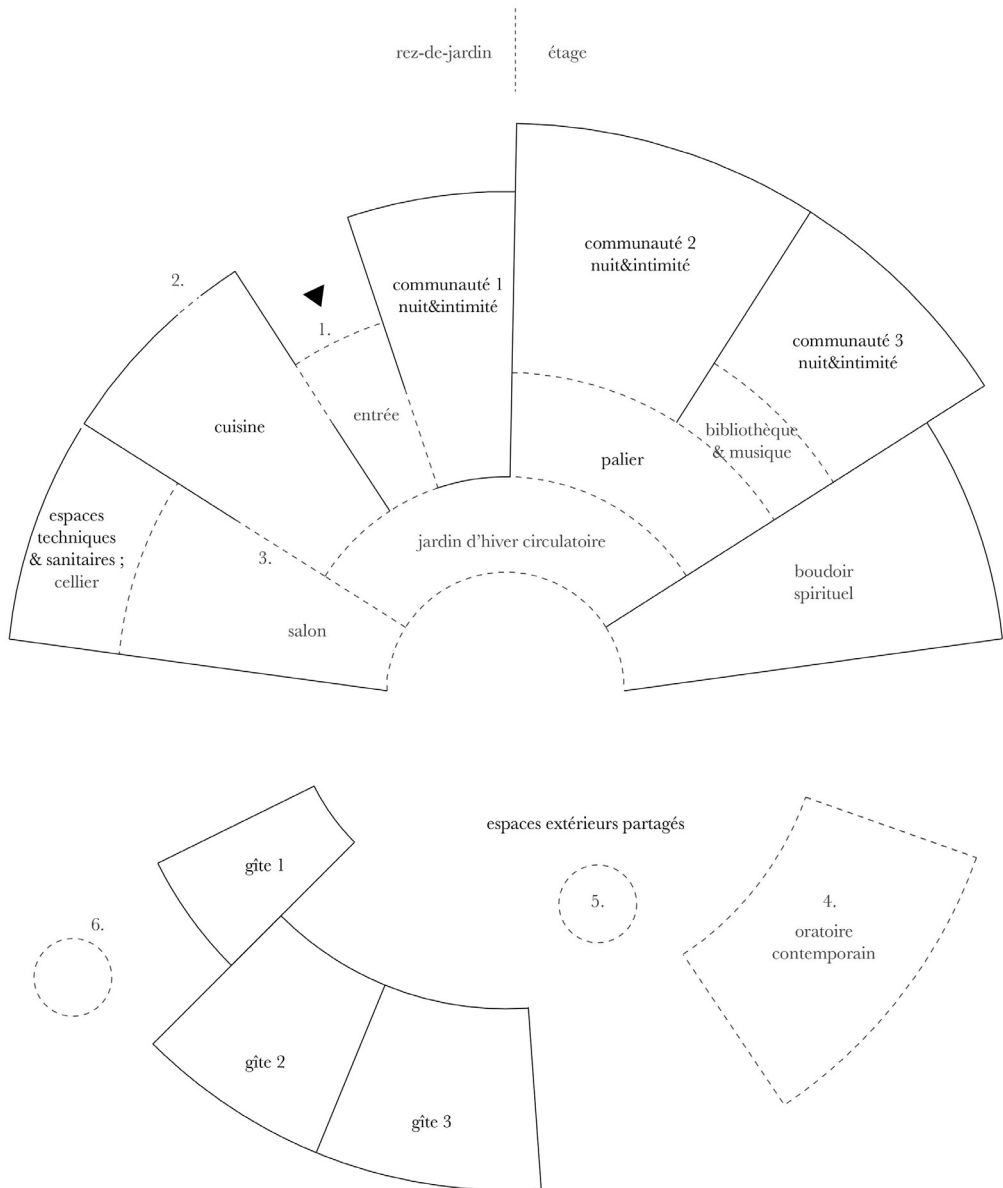 rez-de-jardin
étage
communauté 2
nuit&intimité
2.
communauté 1
nuit&intimité
1.
communauté 3
nuit&intimité
entrée
cuisine
bibliothèque
& musique
palier
espaces
techniques
& sanitaires ;
cellier
3.
jardin d’hiver circulatoire
boudoir
spirituel
salon
espaces extérieurs partagés
gîte 1
5.
4.
oratoire
contemporain
6.
gîte 2
gîte 3